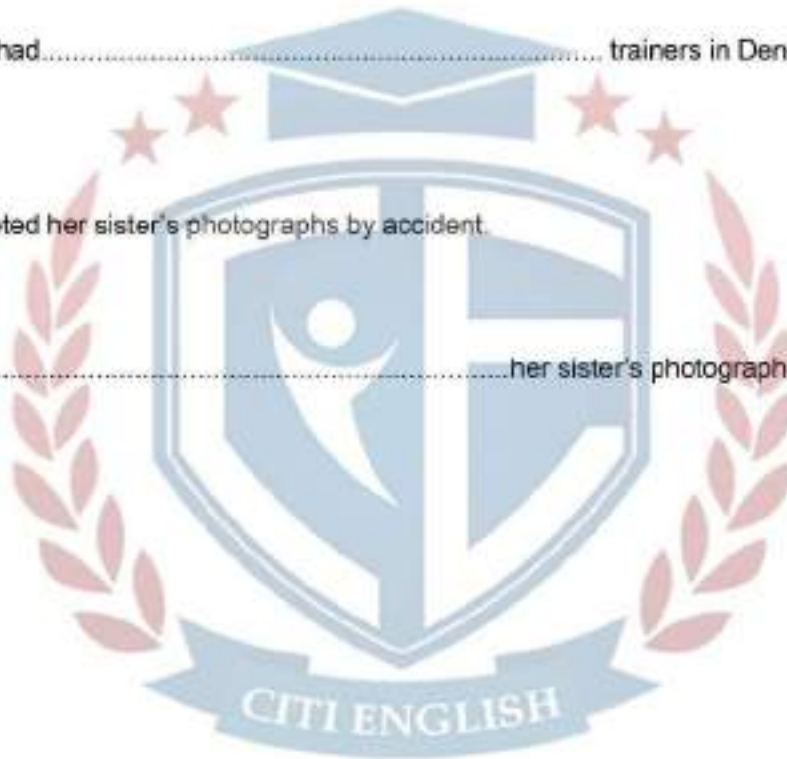 had.......................................................................... trainers in Den
ted her sister's photographs by accident.
..........................................................................her sister's photograph
CITI ENGLISH